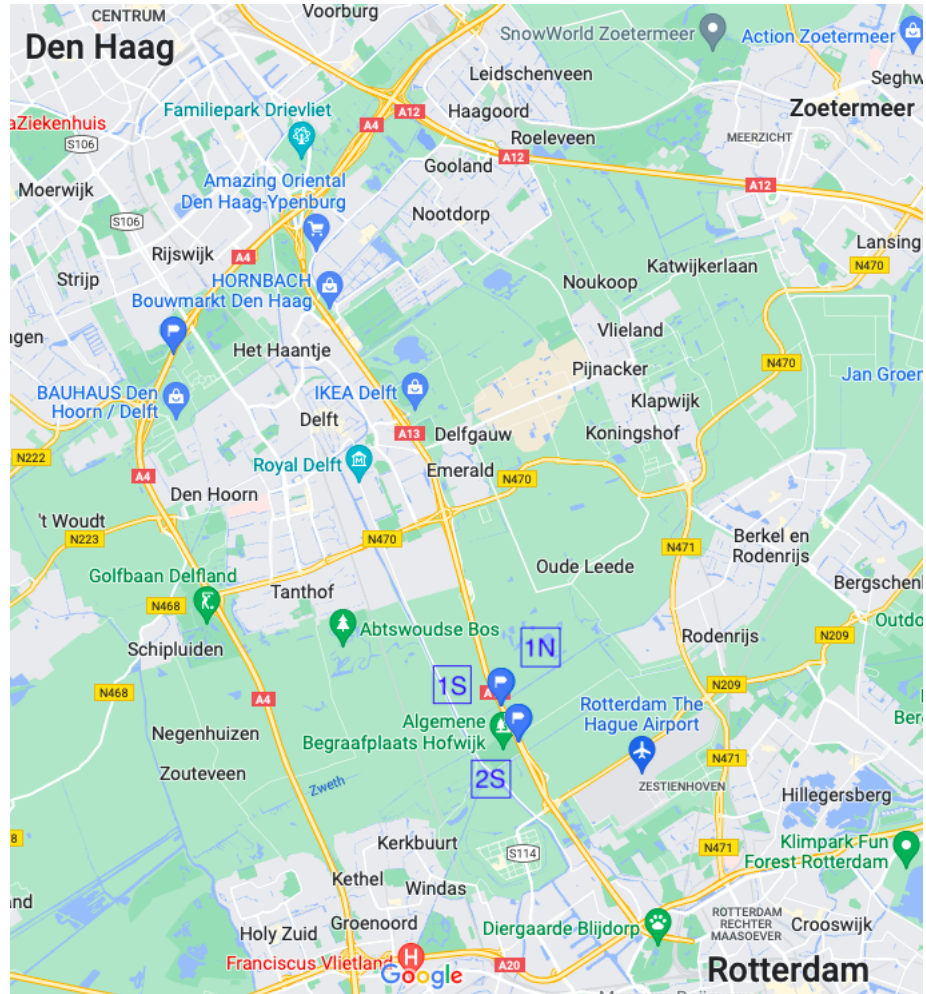 CENTRUM
Voorburg
Den Haag
SnowWorld Zoetermeer
Action Zoetermeer
Leidschenveen
Seghw
Familiepark Drievliet
A12
Haagoord
Zoetermeer
aZiekenhuis
A4
S106
Roeleveen
MEERZICHT
A12
Gooland
Moerwijk
Amazing Oriental
Den Haag-Ypenburg
A12
S106
Nootdorp
Rijswijk
A4
Lansing
Strijp
HORNBACH
Bouwmarkt Den Haag
Katwijkerlaan
N470
Noukoop
Vlieland
gen
Het Haantje
Pijnacker
N470
Jan Groen
BAUHAUS Den
Hoorn / Delft
IKEA Delft
Klapwijk
Delft
A13
Delfgauw
Koningshof
N222
Royal Delft
Emerald
A4
N470
Den Hoorn
't Woudt
N223
N470
N471
Berkel en
Rodenrijs
Oude Leede
Golfbaan Delfland
Tanthof
Bergschenh
N468
Abtswoudse Bos
Outdo
Schipluiden
1N
Rodenrijs
N209
1S
N468
A4
N209
Algemene
Begraafplaats Hofwijk
Rotterdam The
Hague Airport
Ber
Negenhuizen
Zouteveen
N471
Zweth
2S
ZESTIENHOVEN
Hillegersberg
8
Kerkbuurt
S114
N471
Klimpark Fun
Forest Rotterdam
Kethel
Windas
nd
Groenoord
Holy Zuid
Diergaarde Blijdorp
ROTTERDAM
RECHTER
MAASOEVER
Crooswijk
Franciscus Vlietland
H
Google
A20
Rotterdam